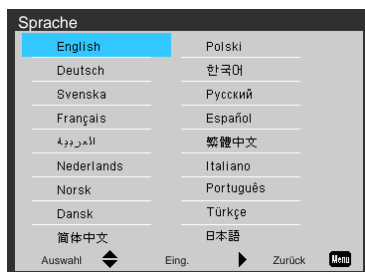 Sprache
English Polski
Deutsch 한국어
Svenska Русский
Français Español
العربية 繁體中文
Nederlands Italiano
Norsk Português
Dansk Türkçe
简体中文 日本語
Auswahl Eing. Zurück Menu